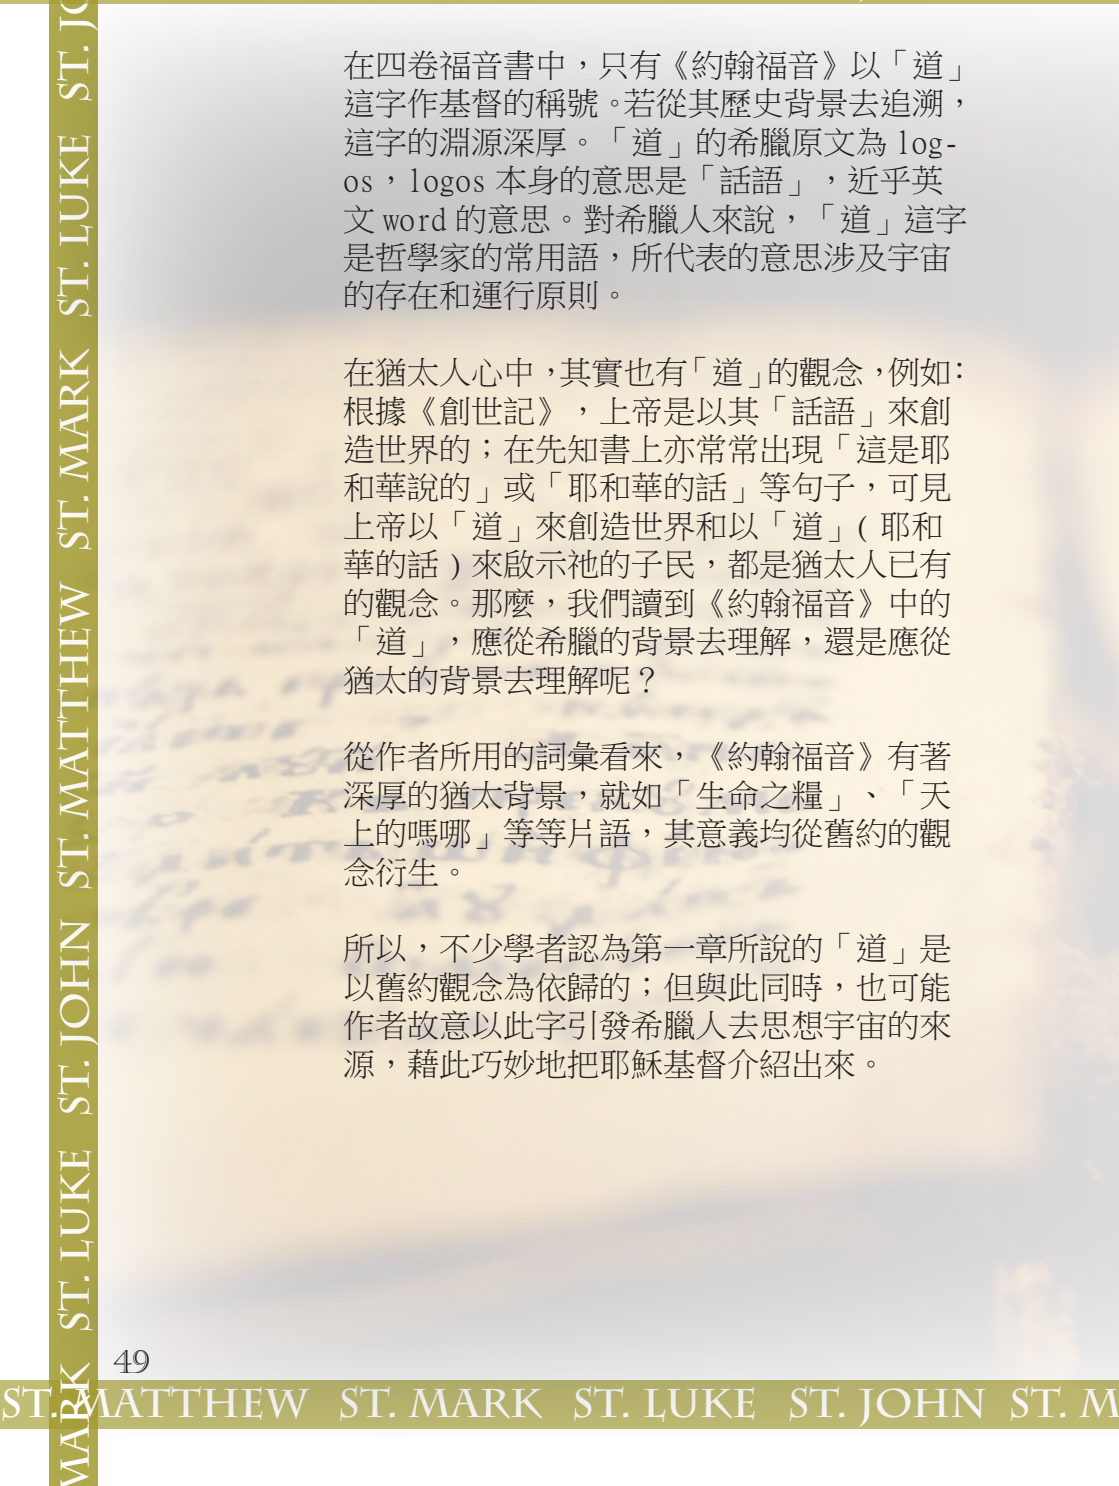 在四卷福音書中，只有《約翰福音》以「道」
這字作基督的稱號。若從其歷史背景去追溯，
這字的淵源深厚。「道」的希臘原文為 log-
os，logos 本身的意思是「話語」，近乎英
文 word 的意思。對希臘人來說，「道」這字
是哲學家的常用語，所代表的意思涉及宇宙
的存在和運行原則。
在猶太人心中，其實也有「道」的觀念，例如：
根據《創世記》，上帝是以其「話語」來創
造世界的；在先知書上亦常常出現「這是耶
和華說的」或「耶和華的話」等句子，可見
上帝以「道」來創造世界和以「道」( 耶和
華的話 ) 來啟示祂的子民，都是猶太人已有
的觀念。那麼，我們讀到《約翰福音》中的
「道」，應從希臘的背景去理解，還是應從
猶太的背景去理解呢？
從作者所用的詞彙看來，《約翰福音》有著
深厚的猶太背景，就如「生命之糧」、「天
上的嗎哪」等等片語，其意義均從舊約的觀
念衍生。
所以，不少學者認為第一章所說的「道」是
以舊約觀念為依歸的；但與此同時，也可能
作者故意以此字引發希臘人去思想宇宙的來
源，藉此巧妙地把耶穌基督介紹出來。
49
ST. MATTHEW ST. MARK ST. LUKE ST. JOHN ST. M
MARK ST. LUKE ST. JOHN ST. MATTHEW ST. MARK ST. LUKE ST. JO